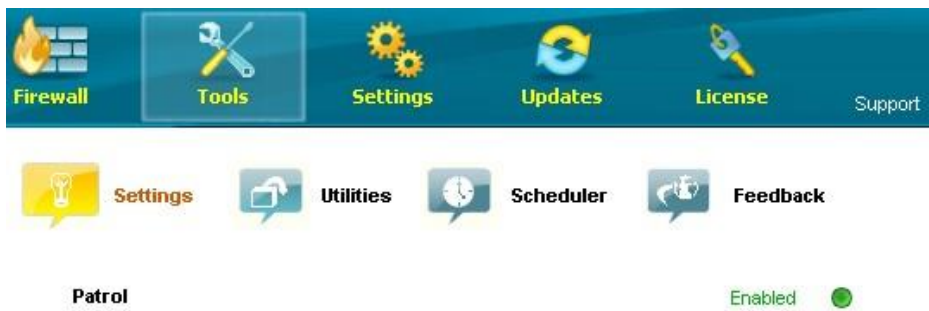 Firewall Tools Settings Updates License Support
Settings Utilities Scheduler Feedback
Patrol Enabled